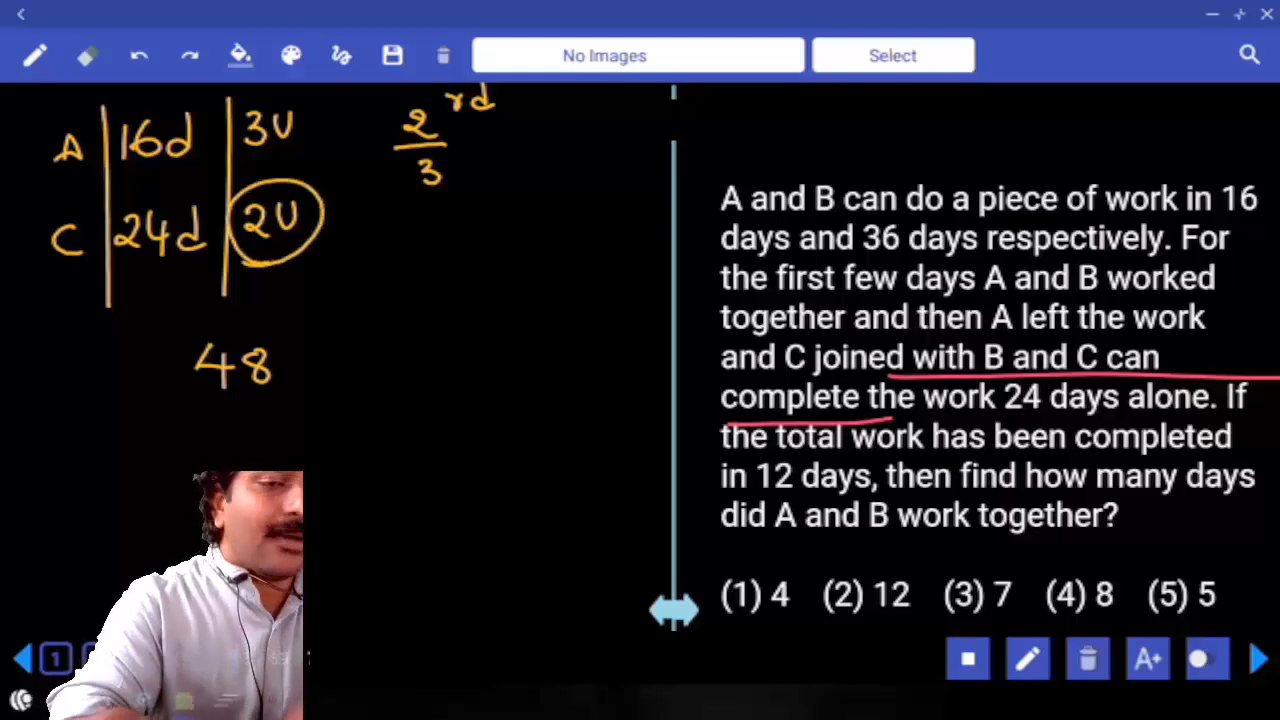 No Images
Select
A 16d 3U
2/3 rd
C 24d 2U
48
A and B can do a piece of work in 16
days and 36 days respectively. For
the first few days A and B worked
together and then A left the work
and C joined with B and C can
complete the work 24 days alone. If
the total work has been completed
in 12 days, then find how many days
did A and B work together?
(1) 4 (2) 12 (3) 7 (4) 8 (5) 5
1
A+